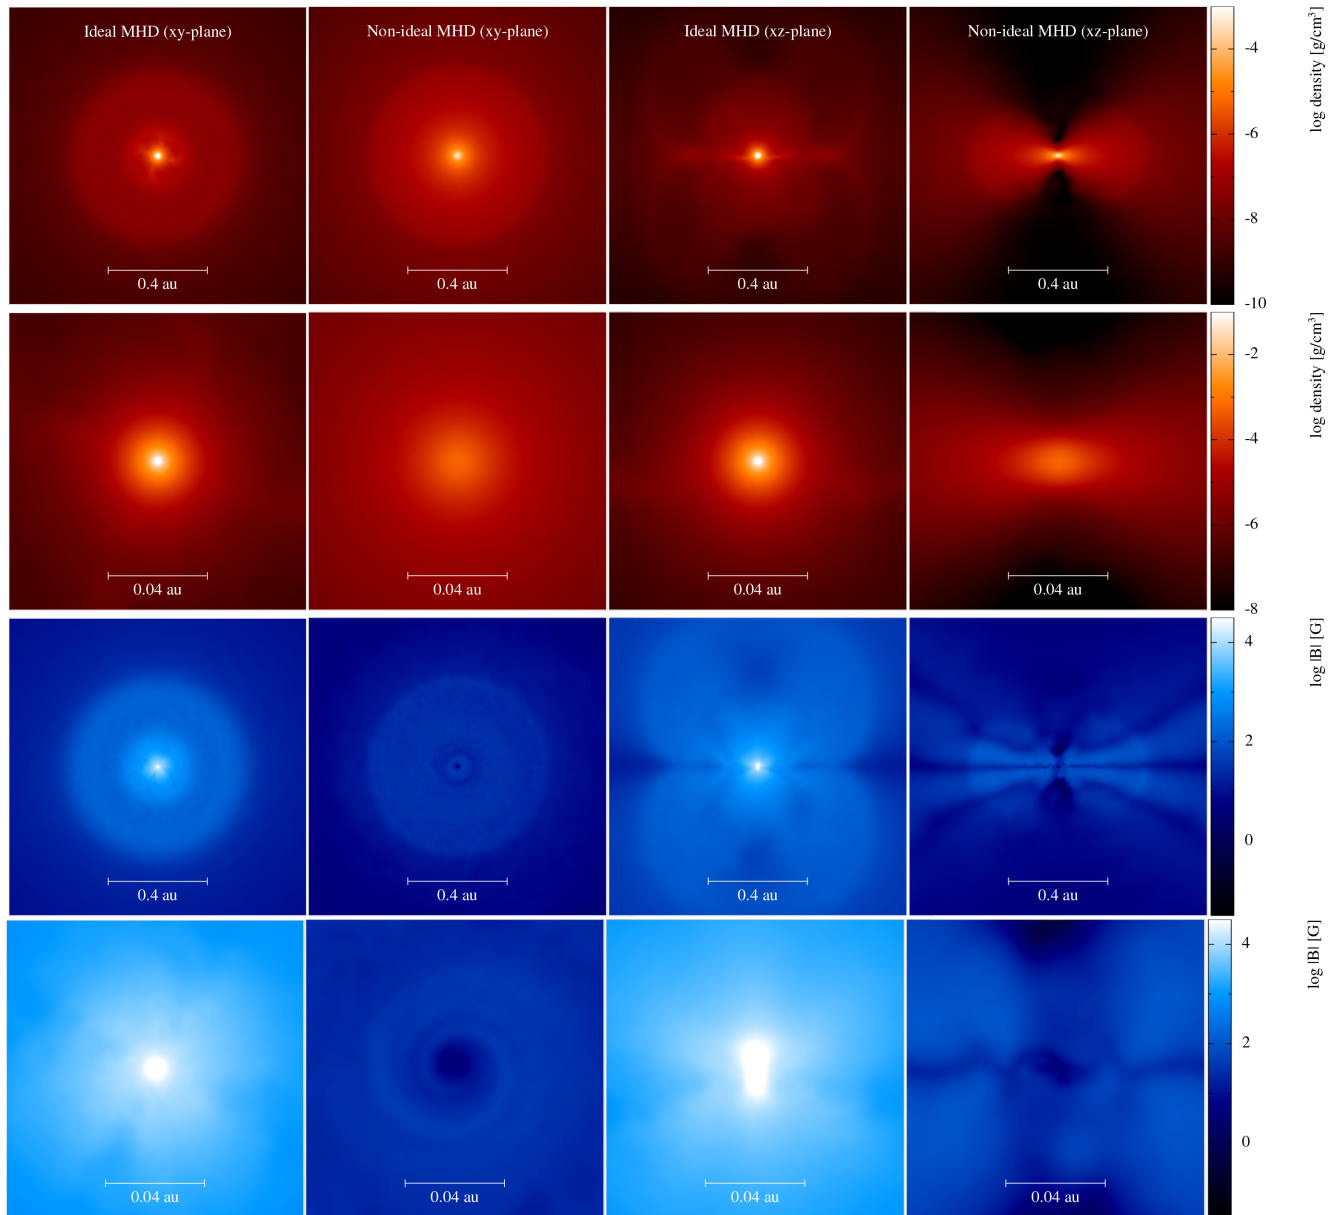 Ideal MHD (xy-plane)
Non-ideal MHD (xy-plane)
Ideal MHD (xz-plane)
Non-ideal MHD (xz-plane)
0.4 au
0.4 au
0.4 au
0.4 au
-4
-6
-8
-10
log density [g/cm³]
0.04 au
0.04 au
0.04 au
0.04 au
-2
-4
-6
-8
log density [g/cm³]
0.4 au
0.4 au
0.4 au
0.4 au
4
2
0
log |B| [G]
0.04 au
0.04 au
0.04 au
0.04 au
4
2
0
log |B| [G]